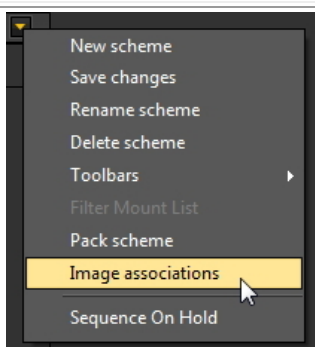 New scheme
Save changes
Rename scheme
Delete scheme
Toolbars
Filter Mount List
Pack scheme
Image associations
Sequence On Hold